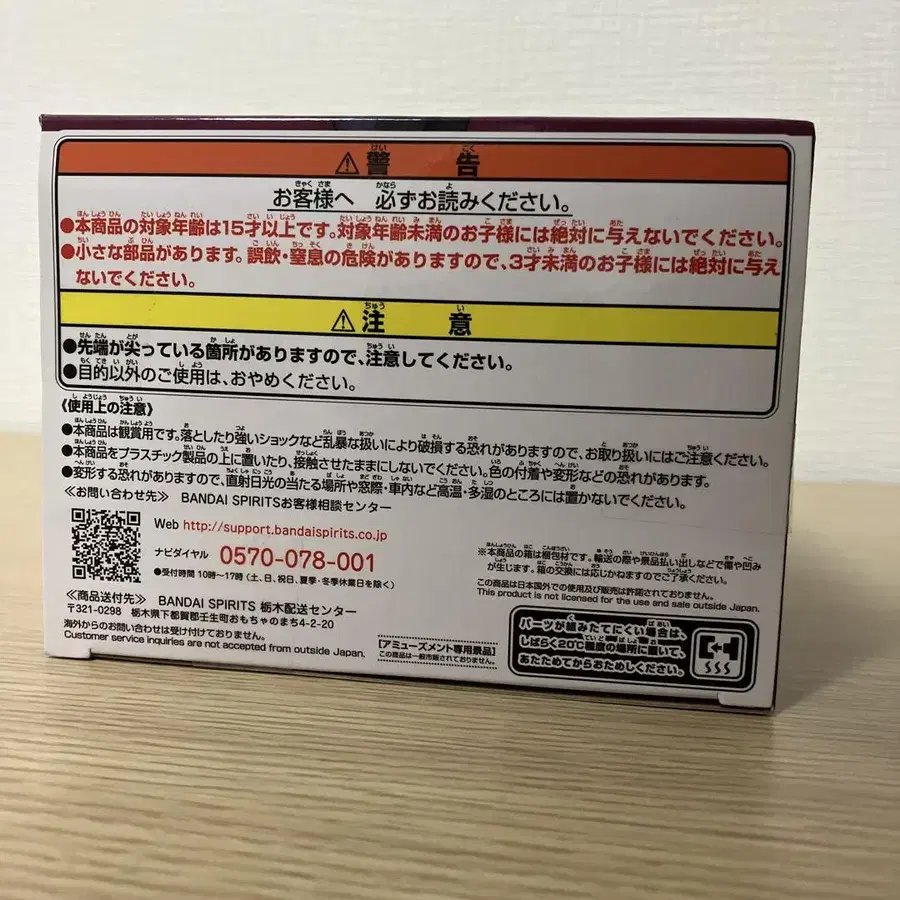 ⚠警告
お客様へ 必ずお読みください。
●本商品の対象年齢は15才以上です。対象年齢未満のお子様には絶対に与えないでください。
●小さな部品があります。誤飲・窒息の危険がありますので、3才未満のお子様には絶対に与え
ないでください。
⚠注意
●先端が尖っている箇所がありますので、注意してください。
●目的以外のご使用は、おやめください。
《使用上の注意》
●本商品は観賞用です。落としたり強いショックなど乱暴な扱いにより破損する恐れがありますので、お取り扱いにはご注意ください。
●本商品をプラスチック製品の上に置いたり、接触させたままにしないでください。色の付着や変形などの恐れがあります。
●変形する恐れがありますので、直射日光の当たる場所や窓際・車内など高温・多湿のところには置かないでください。
≪お問い合わせ先≫ BANDAI SPIRITSお客様相談センター
Web http://support.bandaispirits.co.jp
ナビダイヤル 0570-078-001
●受付時間 10時〜17時(土、日、祝日、夏季・冬季休業日を除く)
≪商品送付先≫ BANDAI SPIRITS 栃木配送センター
〒321-0298 栃木県下都賀郡壬生町おもちゃのまち4-2-20
海外からのお問い合わせは受け付けておりません。
Customer service inquiries are not accepted from outside Japan.
【アミューズメント専用景品】
この商品は一般市販されておりません。
※本商品の箱は梱包材です。輸送の際や景品払い出しなどで傷や凹み
が生じます。箱の交換には応じかねますのでご了承ください。
この商品は日本国外での使用及び販売は許諾されておりません。
This product is not licensed for the use and sale outside Japan.
パーツが組みたてにくい場合は、
しばらく20℃程度の場所に置いて、
あたためてからおためしください。